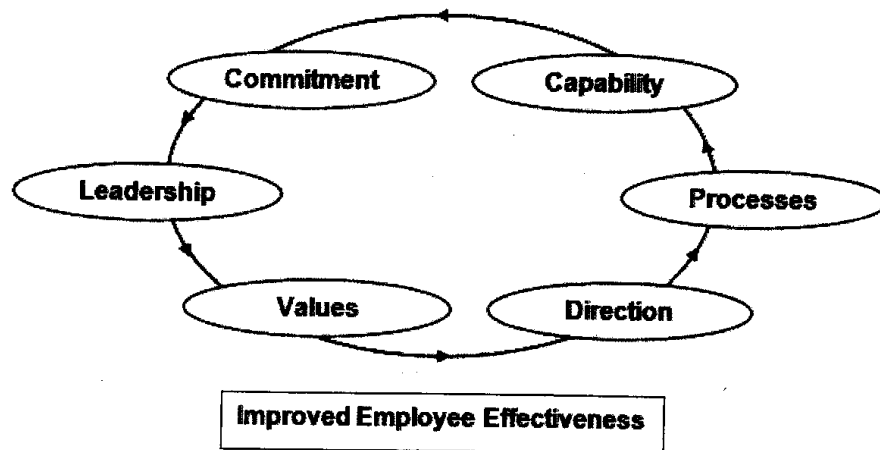 Commitment
Capability
Leadership
Processes
Values
Direction
Improved Employee Effectiveness